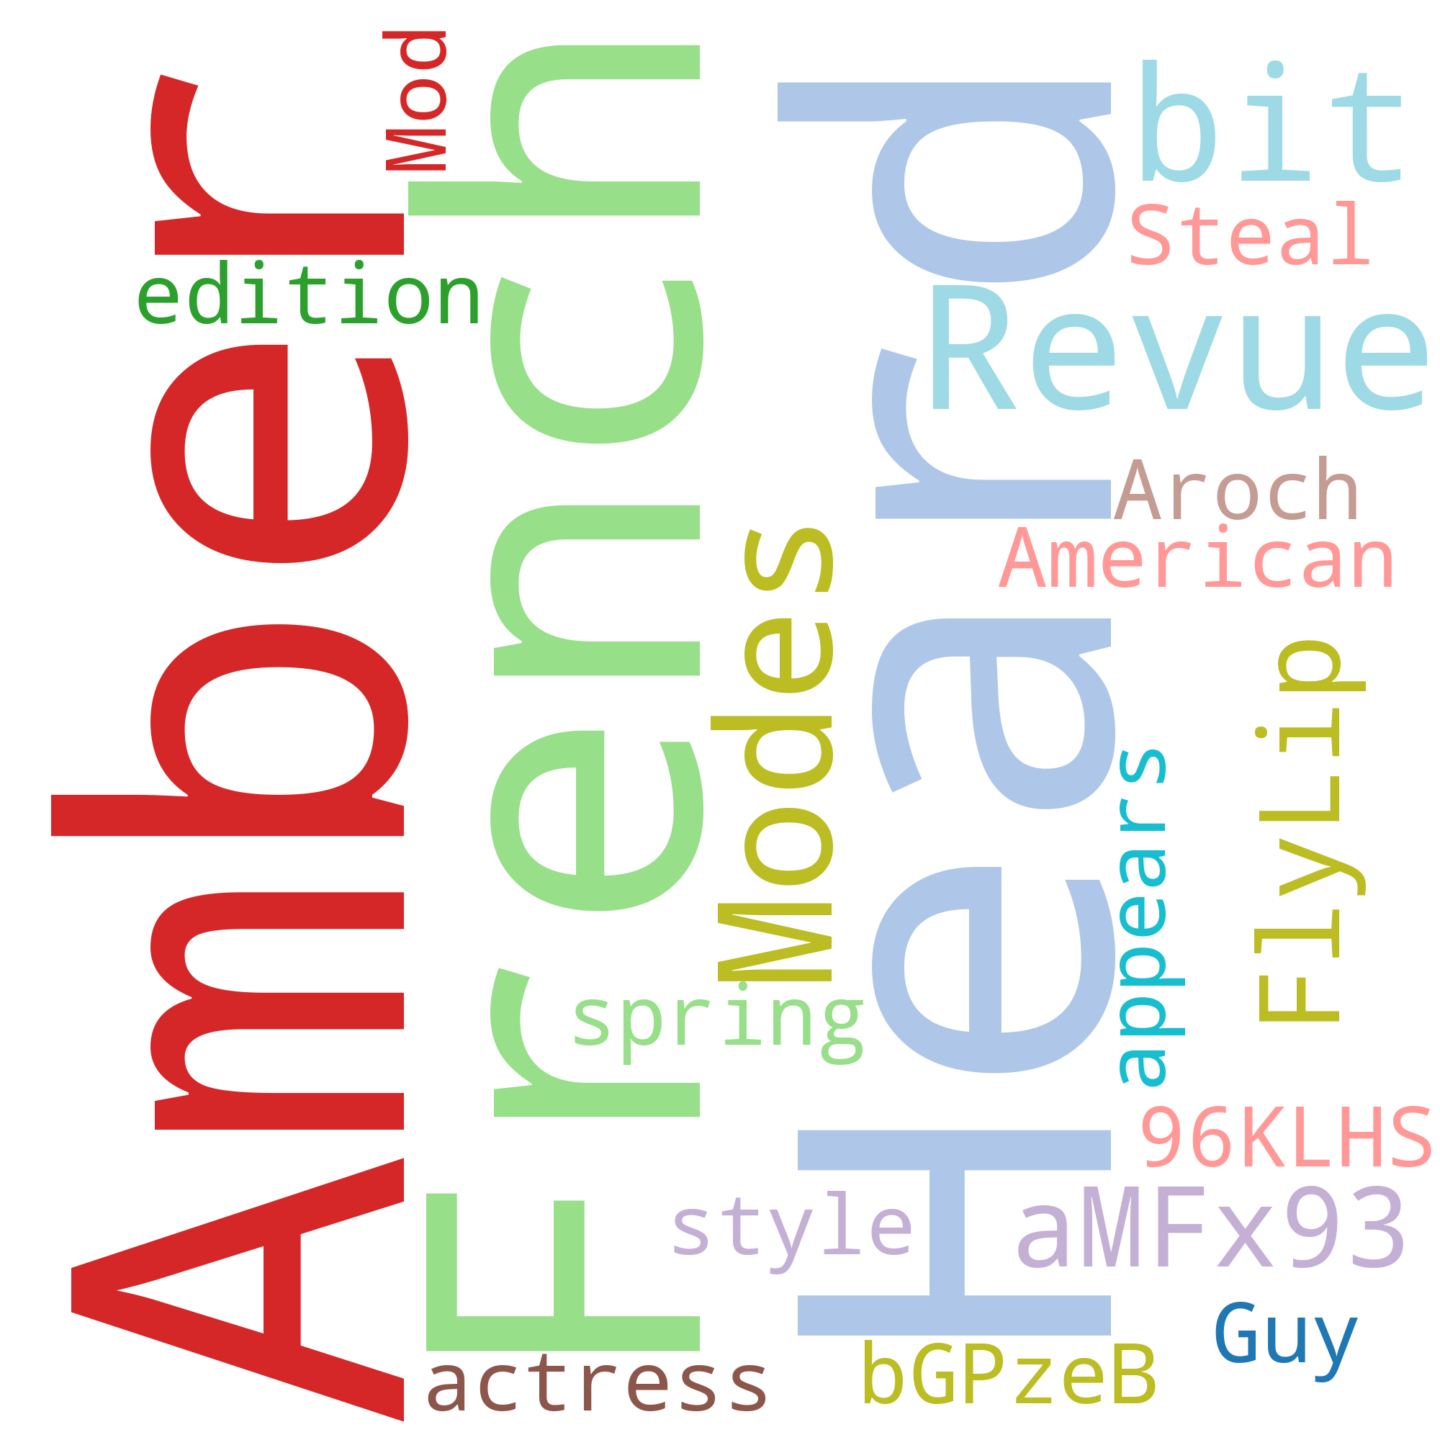 Amber
Mod
edition
French
Heard
bit
Steal
Revue
Aroch
American
Modes
FlyLip
appears
spring
96KLHS
style
aMFx93
Guy
actress
bGPzeB